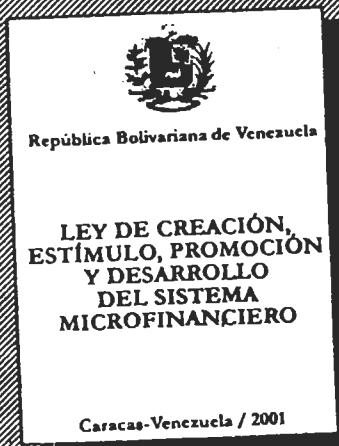 República Bolivariana de Venezuela
LEY DE CREACIÓN,
ESTÍMULO, PROMOCIÓN
Y DESARROLLO
DEL SISTEMA
MICROFINANCIERO
Caracas-Venezuela / 2001